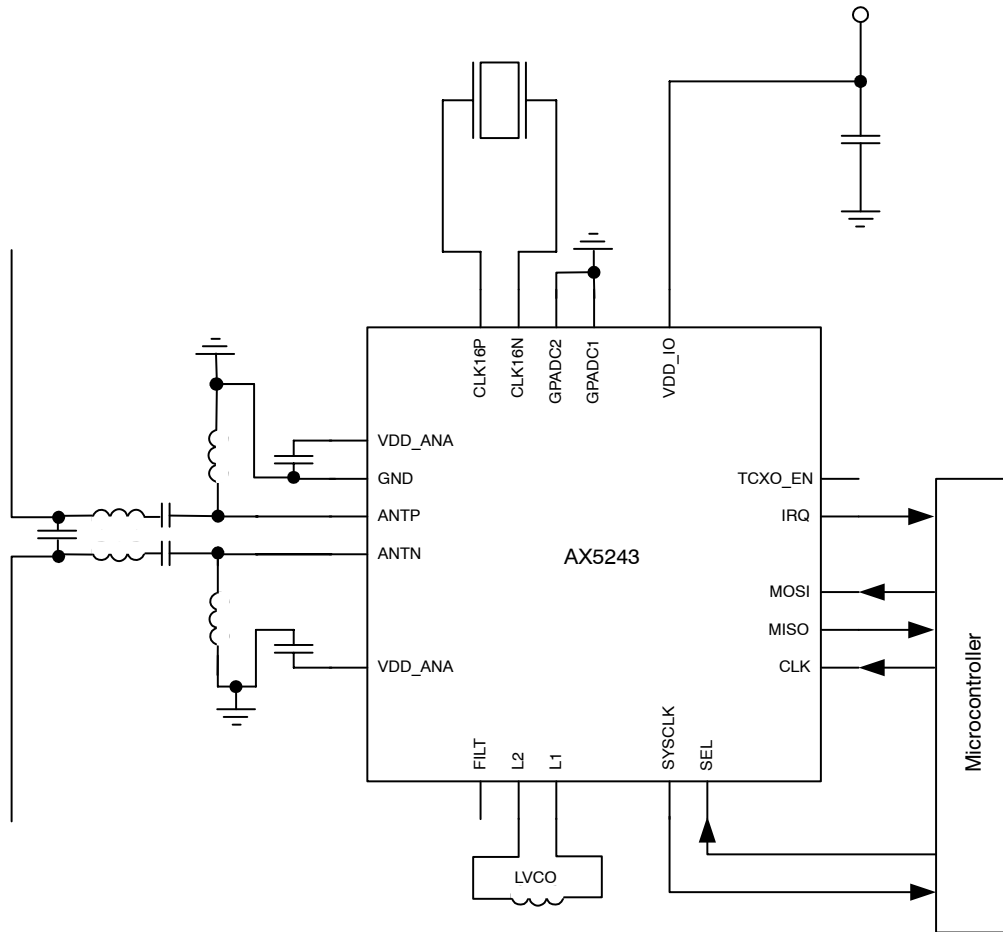 CLK16P
CLK16N
GPADC2
GPADC1
VDD_IO
VDD_ANA
GND
TCXO_EN
ANTP
IRQ
ANTN
AX5243
MOSI
MISO
VDD_ANA
CLK
Microcontroller
FILT
L2
L1
SYSCLK
SEL
LVCO